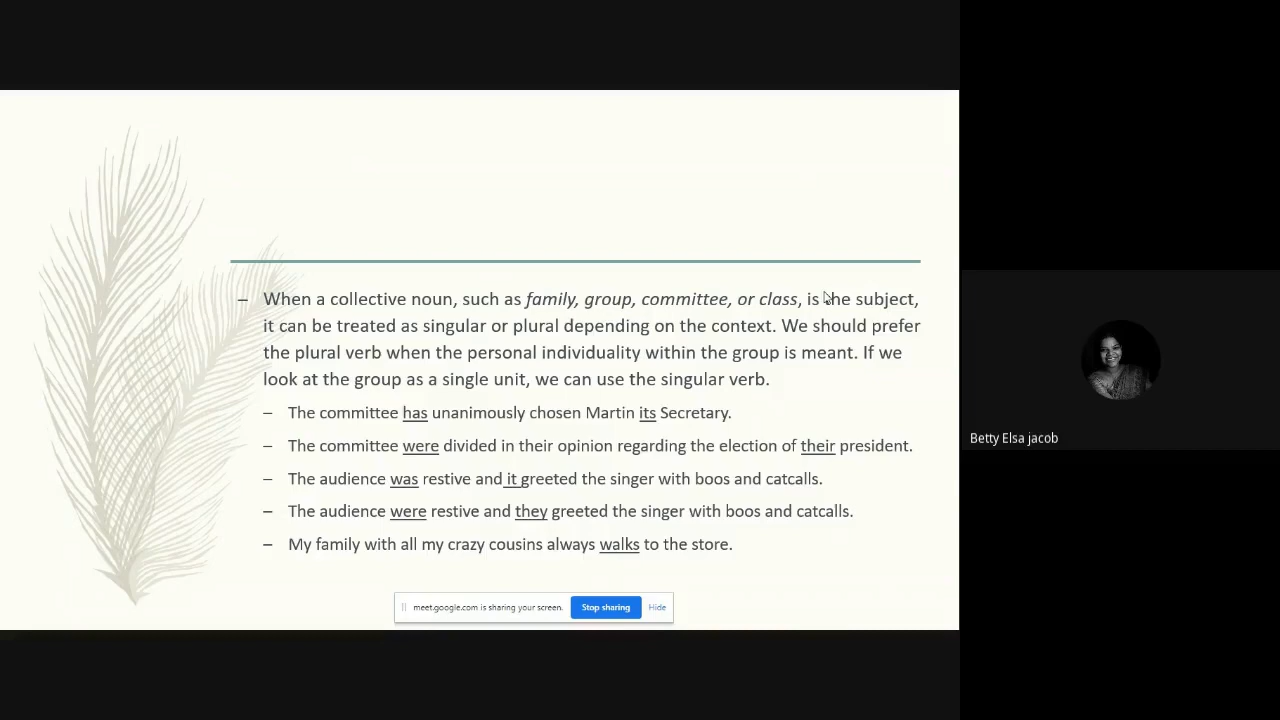 – When a collective noun, such as family, group, committee, or class, is the subject,
it can be treated as singular or plural depending on the context. We should prefer
the plural verb when the personal individuality within the group is meant. If we
look at the group as a single unit, we can use the singular verb.
– The committee has unanimously chosen Martin its Secretary.
– The committee were divided in their opinion regarding the election of their president.
– The audience was restive and it greeted the singer with boos and catcalls.
– The audience were restive and they greeted the singer with boos and catcalls.
– My family with all my crazy cousins always walks to the store.
meet.google.com is sharing your screen. Stop sharing Hide
Betty Elsa jacob